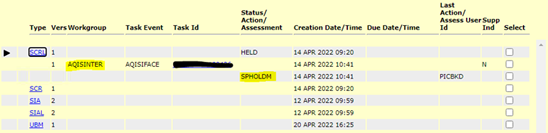 Type Vers Workgroup Task Event Task Id Status/ Action/ Assessment Creation Date/Time Due Date/Time Last Action/ Assess User Id Supp Ind Select
SCRL 1 HELD 14 APR 2022 09:20
1 AQISINTER AQISIFACE 14 APR 2022 10:41 N
SPHOLDM 14 APR 2022 10:41 PICBKD
SCR 1 14 APR 2022 09:20
SIA 2 12 APR 2022 09:59
SIAL 2 12 APR 2022 09:59
UBM 1 20 APR 2022 16:25